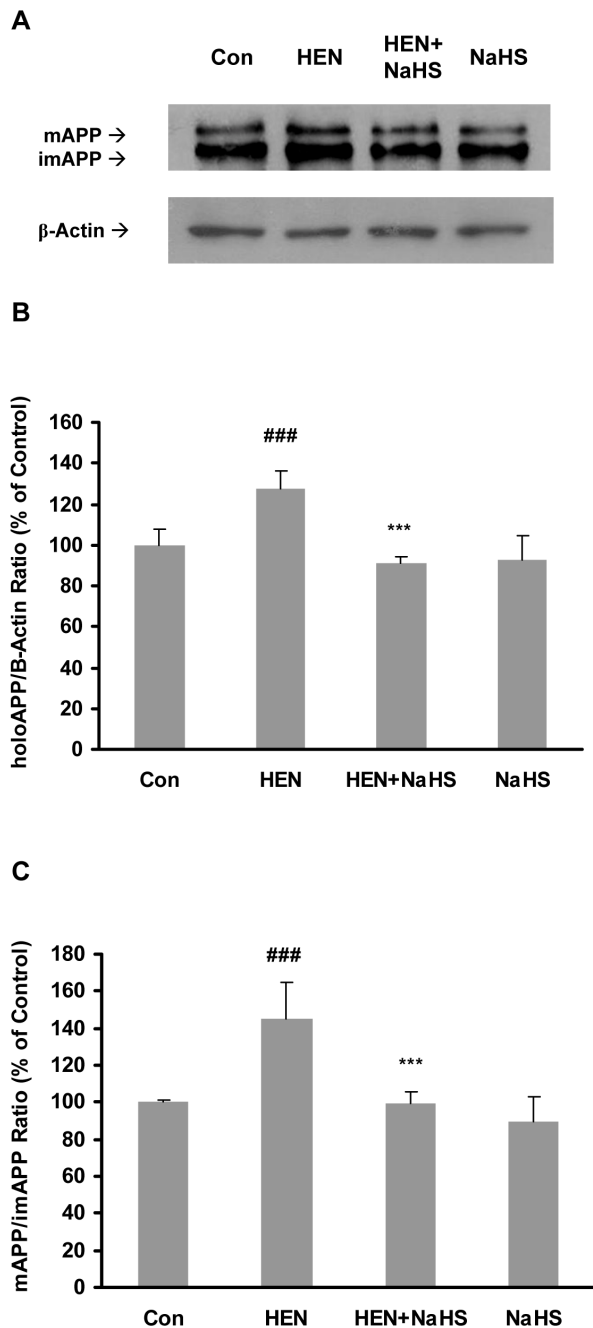 A
Con HEN HEN+ NaHS NaHS
mAPP →
imAPP →
β-Actin →
B
holoAPP/B-Actin Ratio (% of Control)
160
140
120
100
80
60
40
20
0
###
***
Con HEN HEN+NaHS NaHS
C
mAPP/imAPP Ratio (% of Control)
180
160
140
120
100
80
60
40
20
0
###
***
Con HEN HEN+NaHS NaHS